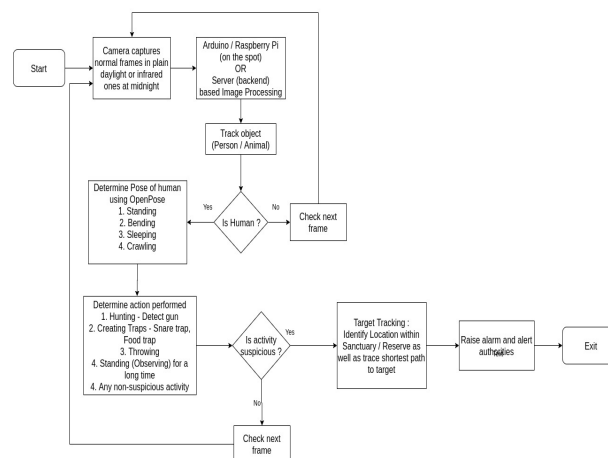 Start
Camera captures
normal frames in plain
daylight or infrared
ones at midnight
Arduino / Raspberry Pi
(on the spot)
OR
Server (backend)
based Image Processing
Track object
(Person / Animal)
Is Human ?
Yes
No
Check next
frame
Determine Pose of human
using OpenPose
1. Standing
2. Bending
3. Sleeping
4. Crawling
Determine action performed
1. Hunting - Detect gun
2. Creating Traps - Snare trap,
Food trap
3. Throwing
4. Standing (Observing) for a
long time
4. Any non-suspicious activity
Is activity
suspicious ?
Yes
No
Check next
frame
Target Tracking :
Identify Location within
Sanctuary / Reserve as
well as trace shortest path
to target
Raise alarm and alert
authorities
Exit